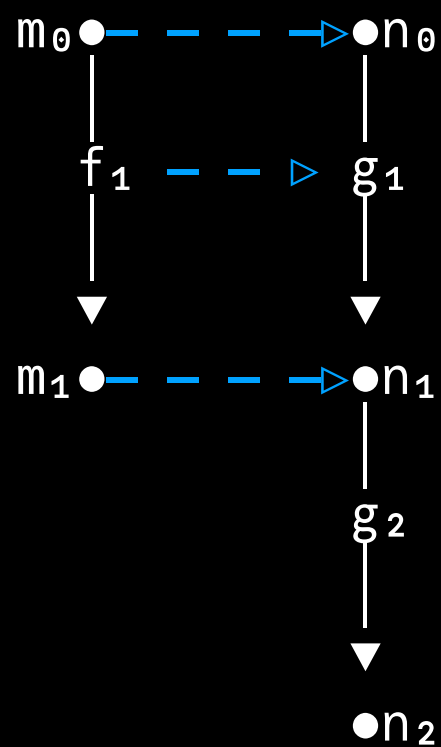 m₀ n₀
f₁ g₁
m₁ n₁
g₂
n₂